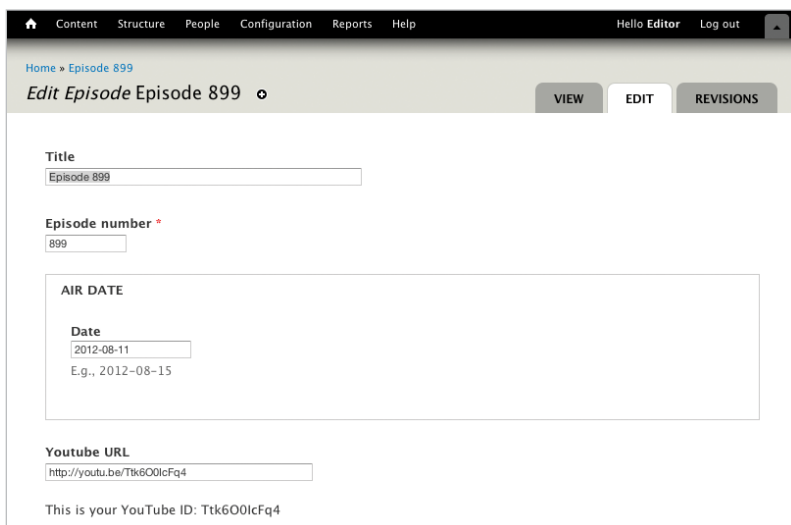 Content Structure People Configuration Reports Help Hello Editor Log out
Home » Episode 899
Edit Episode Episode 899
VIEW EDIT REVISIONS
Title
Episode 899
Episode number *
899
AIR DATE
Date
2012-08-11
E.g., 2012-08-15
Youtube URL
http://youtu.be/Ttk6O0IcFq4
This is your YouTube ID: Ttk6O0IcFq4